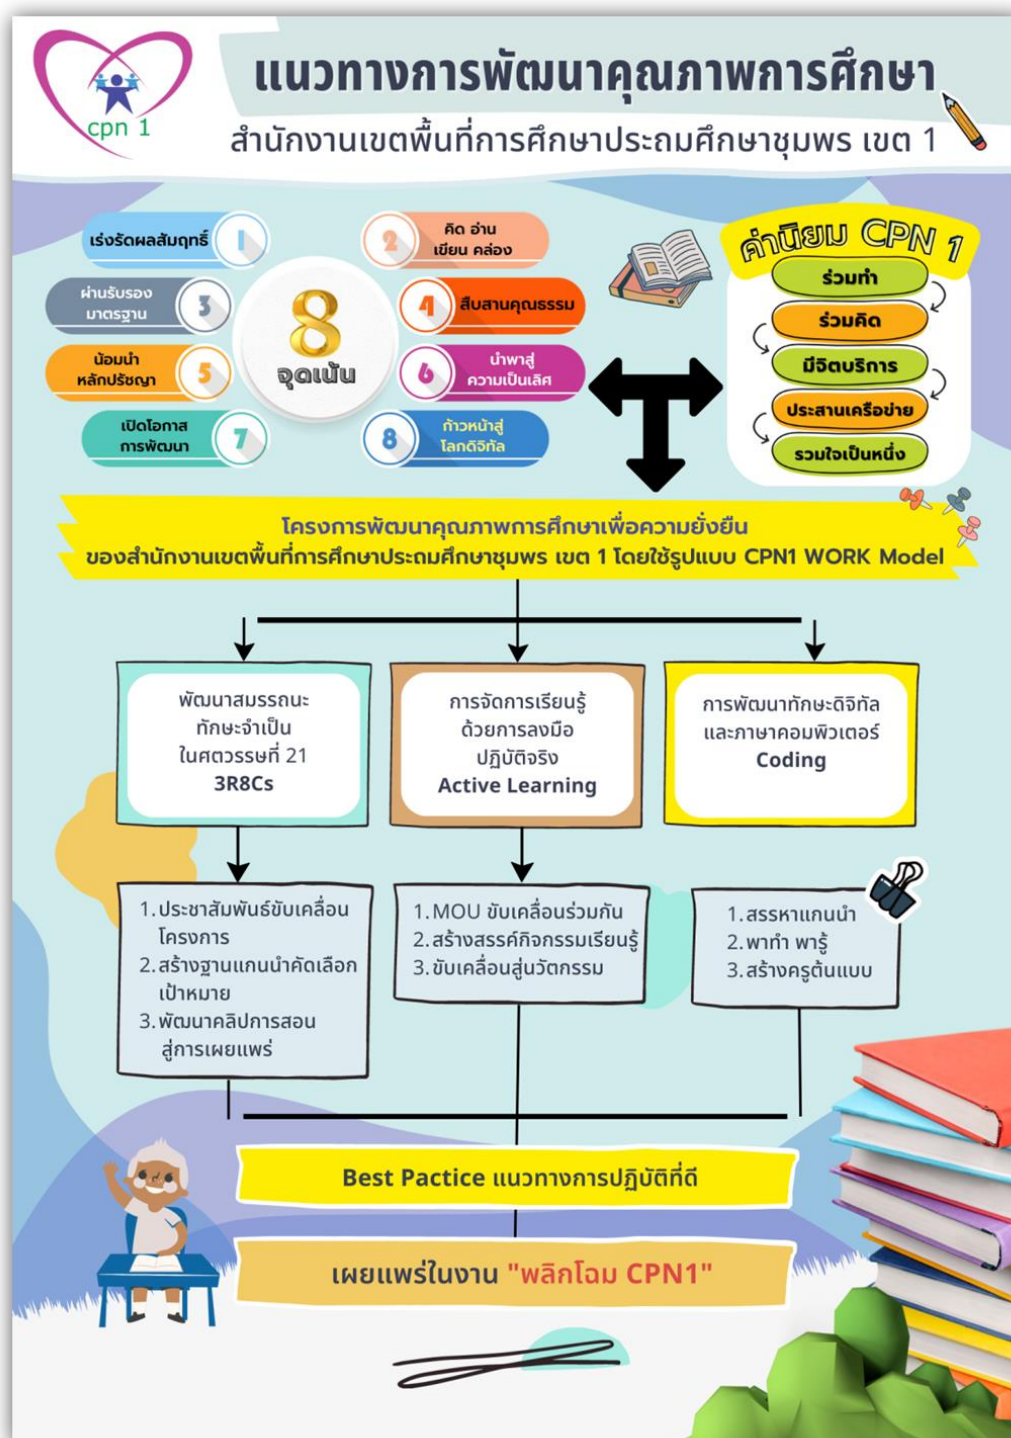 cpn 1
แนวทางการพัฒนาคุณภาพการศึกษา
สำนักงานเขตพื้นที่การศึกษาประถมศึกษาชุมพร เขต 1
เร่งรัดผลสัมฤทธิ์
1
2
คิด อ่าน
เขียน คล่อง
ผ่านรับรอง
มาตรฐาน
3
4
สืบสานคุณธรรม
น้อมนำ
หลักปรัชญา
5
6
นำพาสู่
ความเป็นเลิศ
เปิดโอกาส
การพัฒนา
7
8
ก้าวหน้าสู่
โลกดิจิทัล
8
จุดเน้น
ค่านิยม CPN 1
ร่วมทำ
ร่วมคิด
มีจิตบริการ
ประสานเครือข่าย
รวมใจเป็นหนึ่ง
โครงการพัฒนาคุณภาพการศึกษาเพื่อความยั่งยืน
ของสำนักงานเขตพื้นที่การศึกษาประถมศึกษาชุมพร เขต 1 โดยใช้รูปแบบ CPN1 WORK Model
พัฒนาสมรรถนะ
ทักษะจำเป็น
ในศตวรรษที่ 21
3R8Cs
การจัดการเรียนรู้
ด้วยการลงมือ
ปฏิบัติจริง
Active Learning
การพัฒนาทักษะดิจิทัล
และภาษาคอมพิวเตอร์
Coding
1.ประชาสัมพันธ์ขับเคลื่อน
โครงการ
2.สร้างฐานแกนนำคัดเลือก
เป้าหมาย
3.พัฒนาคลิปการสอน
สู่การเผยแพร่
1.MOU ขับเคลื่อนร่วมกัน
2.สร้างสรรค์กิจกรรมเรียนรู้
3.ขับเคลื่อนสู่นวัตกรรม
1.สรรหาแกนนำ
2.พาทำ พารู้
3.สร้างครูต้นแบบ
Best Pactice แนวทางการปฏิบัติที่ดี
เผยแพร่ในงาน "พลิกโฉม CPN1"